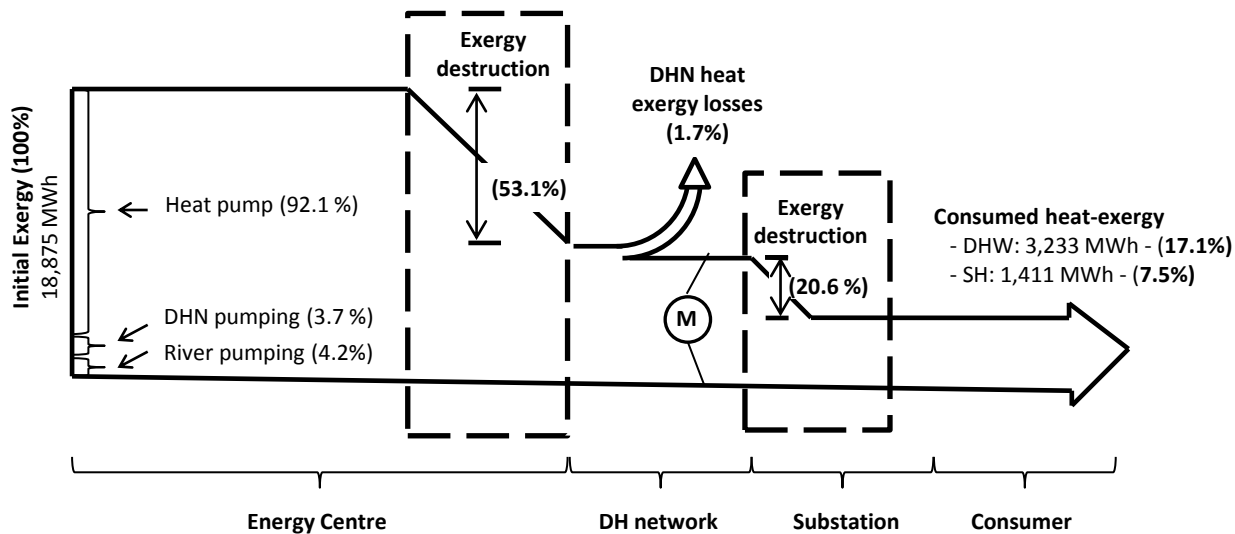 Initial Exergy (100%)
18,875 MWh
Heat pump (92.1 %)
DHN pumping (3.7 %)
River pumping (4.2%)
Exergy
destruction
(53.1%)
DHN heat
exergy losses
(1.7%)
M
Exergy
destruction
(20.6 %)
Consumed heat-exergy
- DHW: 3,233 MWh - (17.1%)
- SH: 1,411 MWh - (7.5%)
Energy Centre
DH network
Substation
Consumer